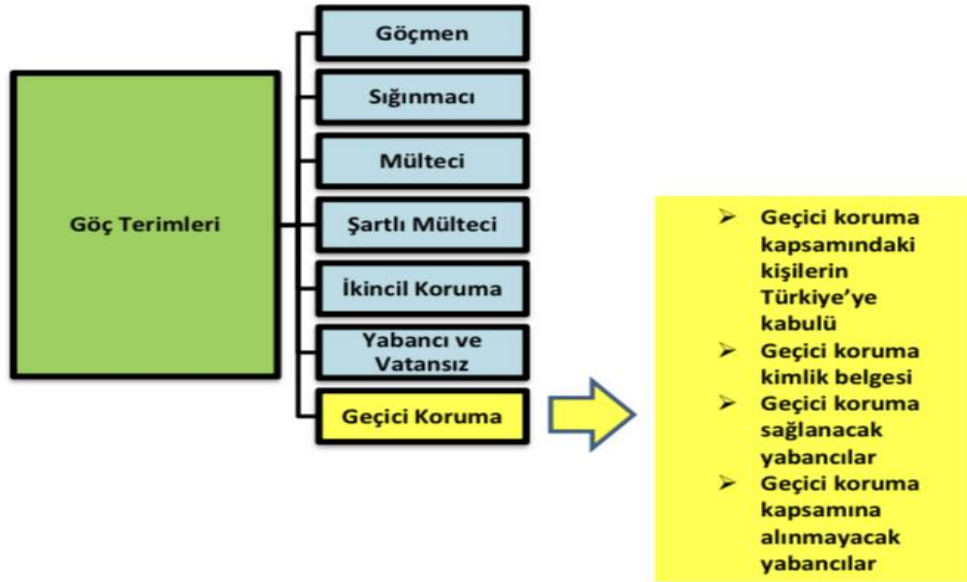 Göç Terimleri
Göçmen
Sığınmacı
Mülteci
Şartlı Mülteci
İkincil Koruma
Yabancı ve
Vatansız
Geçici Koruma
➢ Geçici koruma
kapsamındaki
kişilerin
Türkiye’ye
kabulü
➢ Geçici koruma
kimlik belgesi
➢ Geçici koruma
sağlanacak
yabancılar
➢ Geçici koruma
kapsamına
alınmayacak
yabancılar